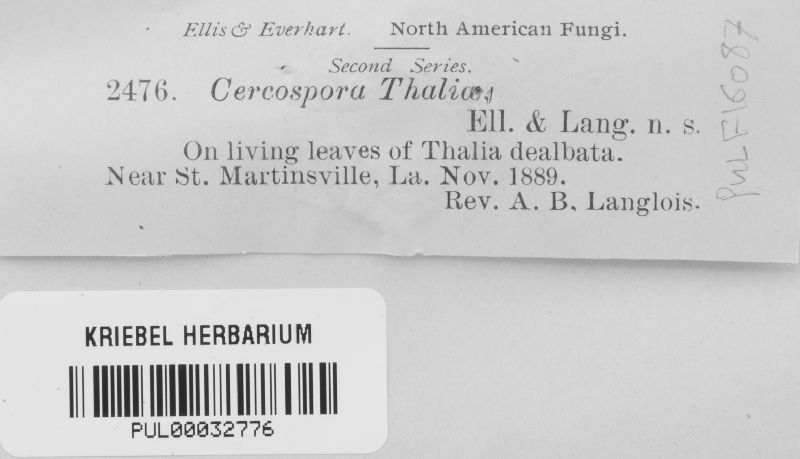 Ellis & Everhart. North American Fungi.
Second Series.
2476. Cercospora Thaliæ,
Ell. & Lang. n. s.
On living leaves of Thalia dealbata.
Near St. Martinsville, La. Nov. 1889.
Rev. A. B. Langlois.
PUL F16087
KRIEBEL HERBARIUM
PUL00032776